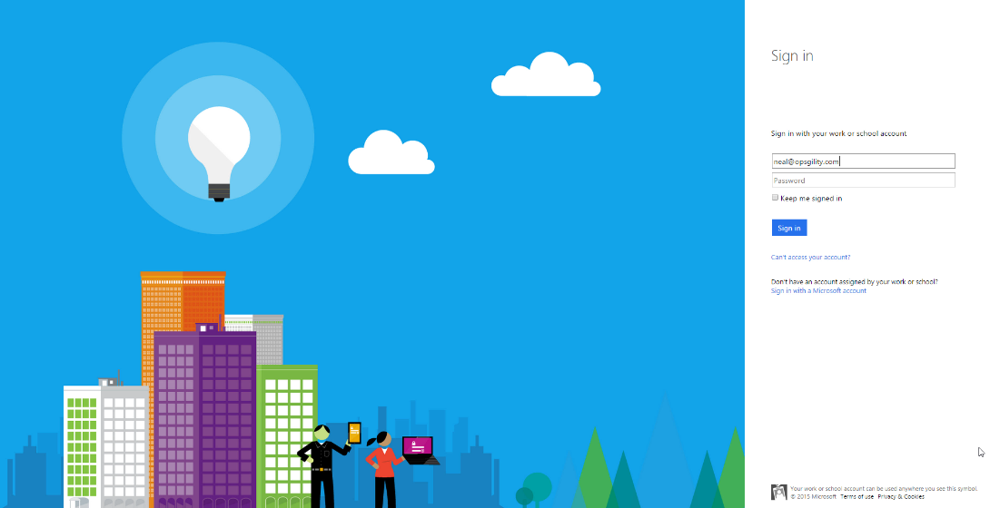 Sign in
Sign in with your work or school account
neal@opsgility.com
Password
Keep me signed in
Sign in
Can't access your account?
Don't have an account assigned by your work or school?
Sign in with a Microsoft account
Your work or school account can be used anywhere you see this symbol.
© 2015 Microsoft Terms of use Privacy & Cookies